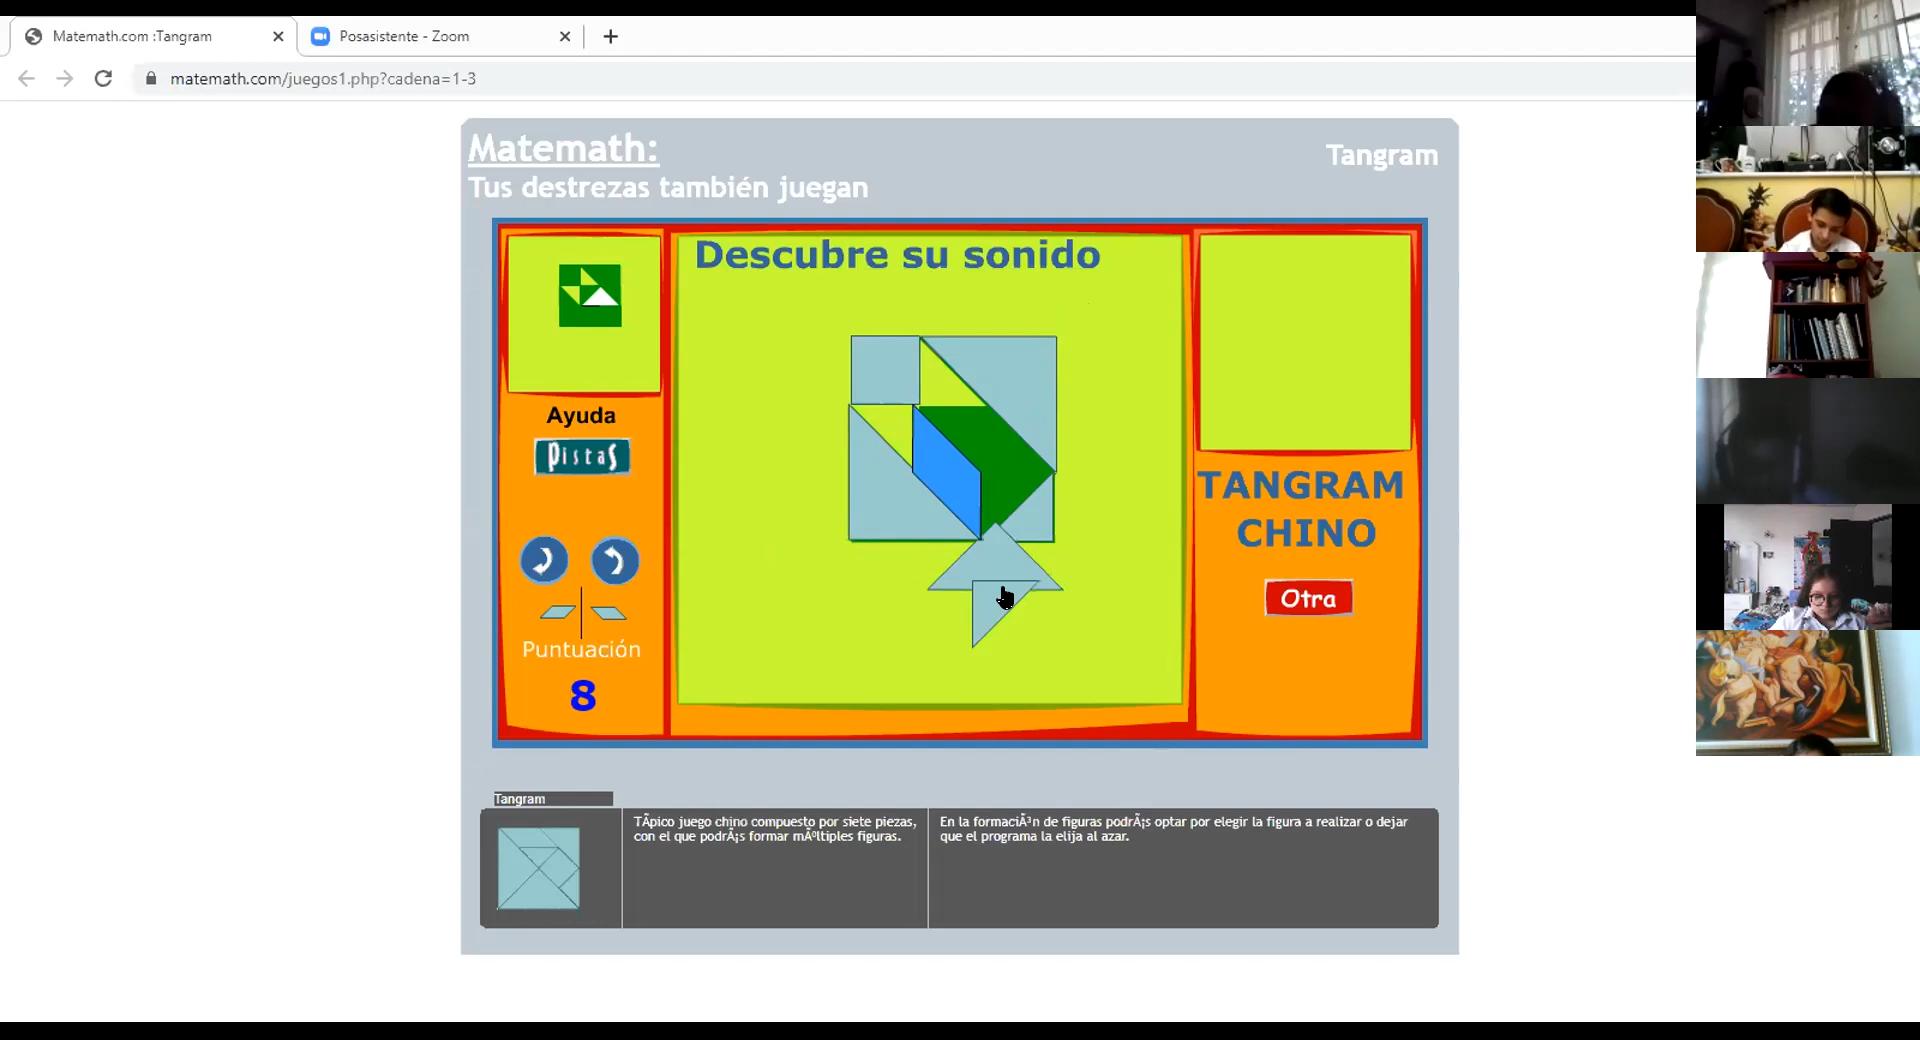 Matemath.com :Tangram
Posasistente - Zoom
matemath.com/juegos1.php?cadena=1-3
Matemath:
Tangram
Tus destrezas también juegan
Descubre su sonido
Ayuda
Pistas
TANGRAM
CHINO
Otra
Puntuación
8
Tangram
TÃpico juego chino compuesto por siete piezas,
con el que podrÃ¡s formar mÃºltiples figuras.
En la formaciÃ³n de figuras podrÃ¡s optar por elegir la figura a realizar o dejar
que el programa la elija al azar.